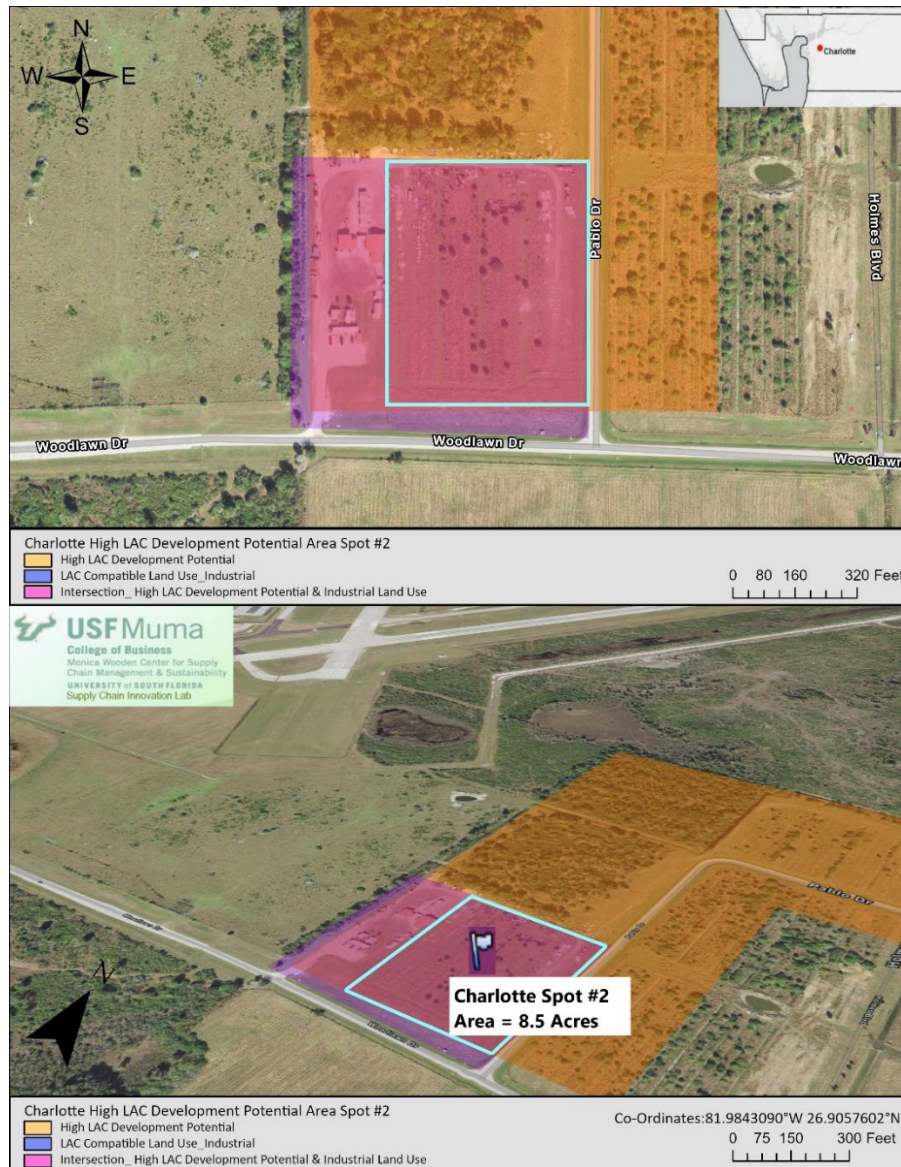 N
W
E
S
Charlotte
Pablo Dr
Holmes Blvd
Woodlawn Dr
Woodlawn Dr
Woodlawn
Charlotte High LAC Development Potential Area Spot #2
High LAC Development Potential
LAC Compatible Land Use_Industrial
Intersection_ High LAC Development Potential & Industrial Land Use
0 80 160 320 Feet
USF Muma
College of Business
Monica Wooden Center for Supply
Chain Management & Sustainability
UNIVERSITY of SOUTH FLORIDA
Supply Chain Innovation Lab
Pablo Dr
Woodlawn Dr
Charlotte Spot #2
Area = 8.5 Acres
N
Woodlawn Dr
Charlotte High LAC Development Potential Area Spot #2
High LAC Development Potential
LAC Compatible Land Use_Industrial
Intersection_ High LAC Development Potential & Industrial Land Use
Co-Ordinates:81.9843090°W 26.9057602°N
0 75 150 300 Feet